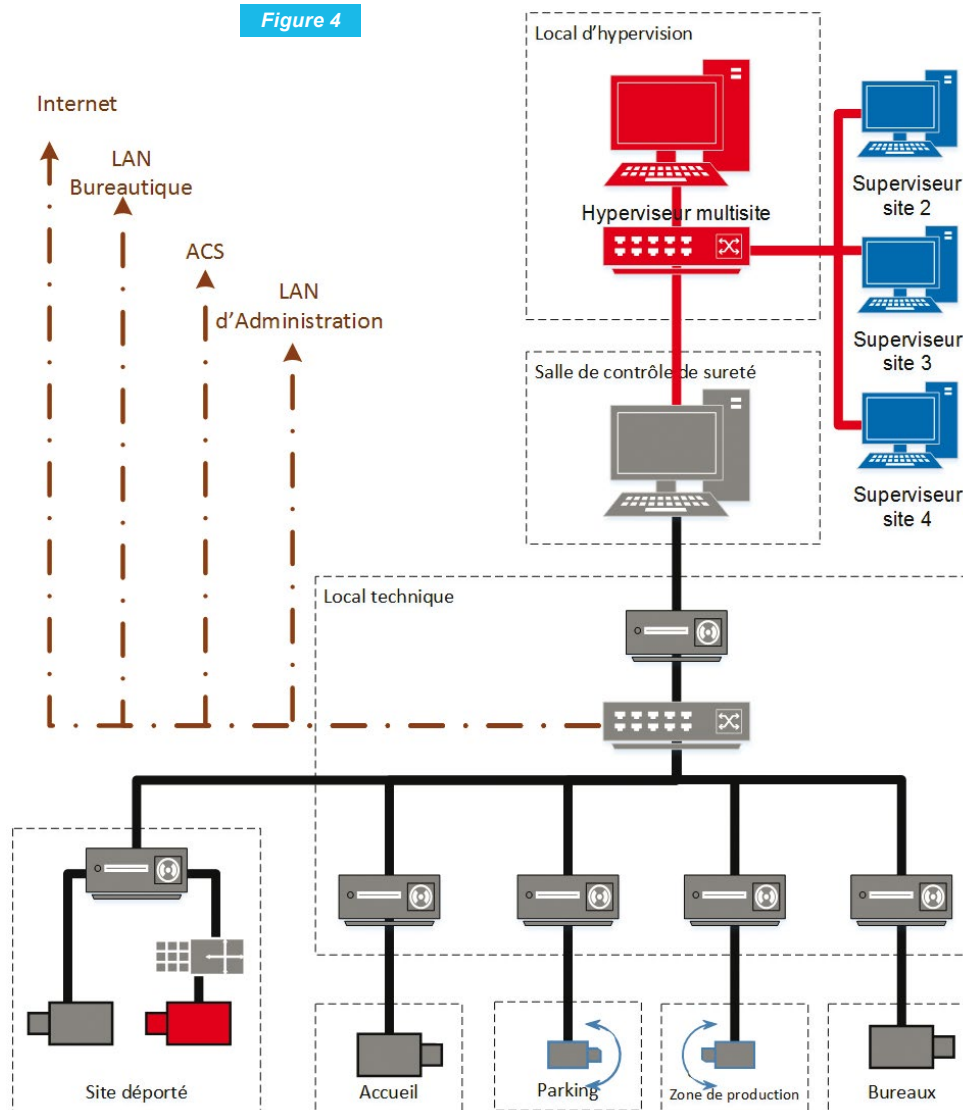 Figure 4
Local d'hypervision
Internet
LAN
Bureautique
ACS
LAN
d'Administration
Hyperviseur multisite
Superviseur
site 2
Superviseur
site 3
Superviseur
site 4
Salle de contrôle de sureté
Local technique
Site déporté
Accueil
Parking
Zone de production
Bureaux